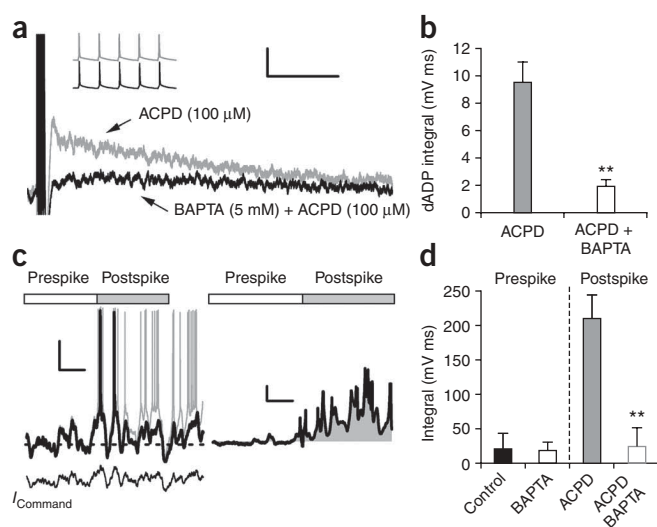 a
ACPD (100 μM)
BAPTA (5 mM) + ACPD (100 μM)
b
dADP integral (mV ms)
12
10
8
6
4
2
0
**
ACPD
ACPD +
BAPTA
c
Prespike
Postspike
Prespike
Postspike
ICommand
d
Prespike
Postspike
Integral (mV ms)
250
200
150
100
50
0
**
Control
BAPTA
ACPD
ACPD
BAPTA